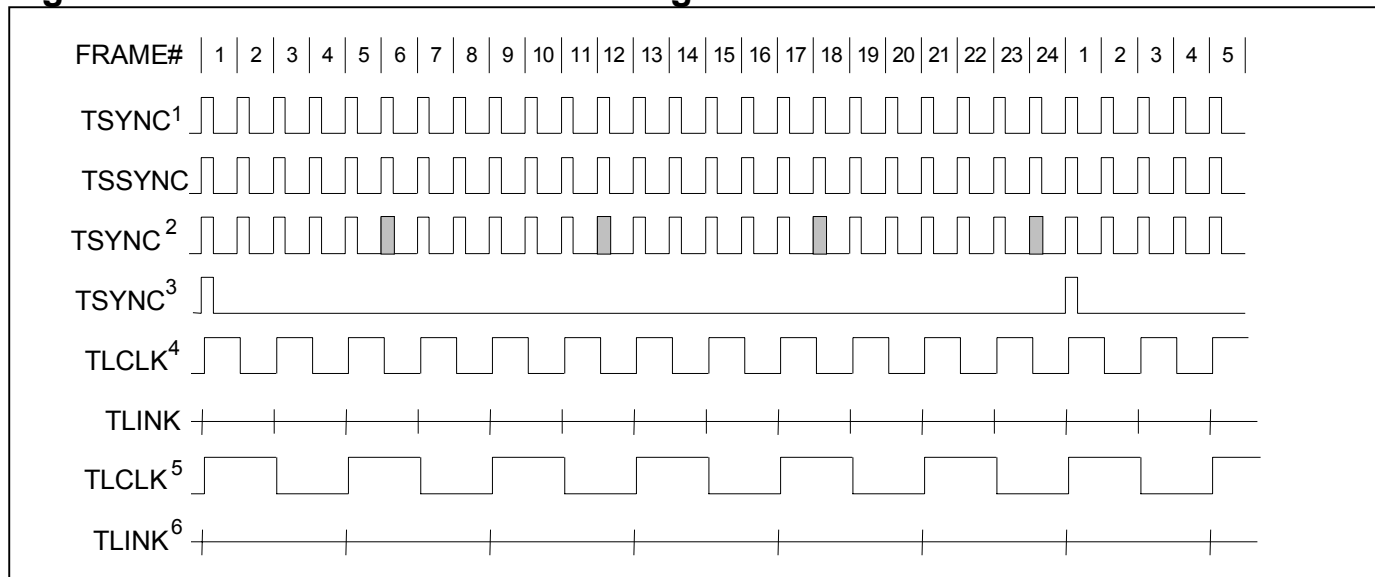 FRAME# 1 2 3 4 5 6 7 8 9 10 11 12 13 14 15 16 17 18 19 20 21 22 23 24 1 2 3 4 5
TSYNC¹
TSSYNC
TSYNC²
TSYNC³
TLCLK⁴
TLINK
TLCLK⁵
TLINK⁶